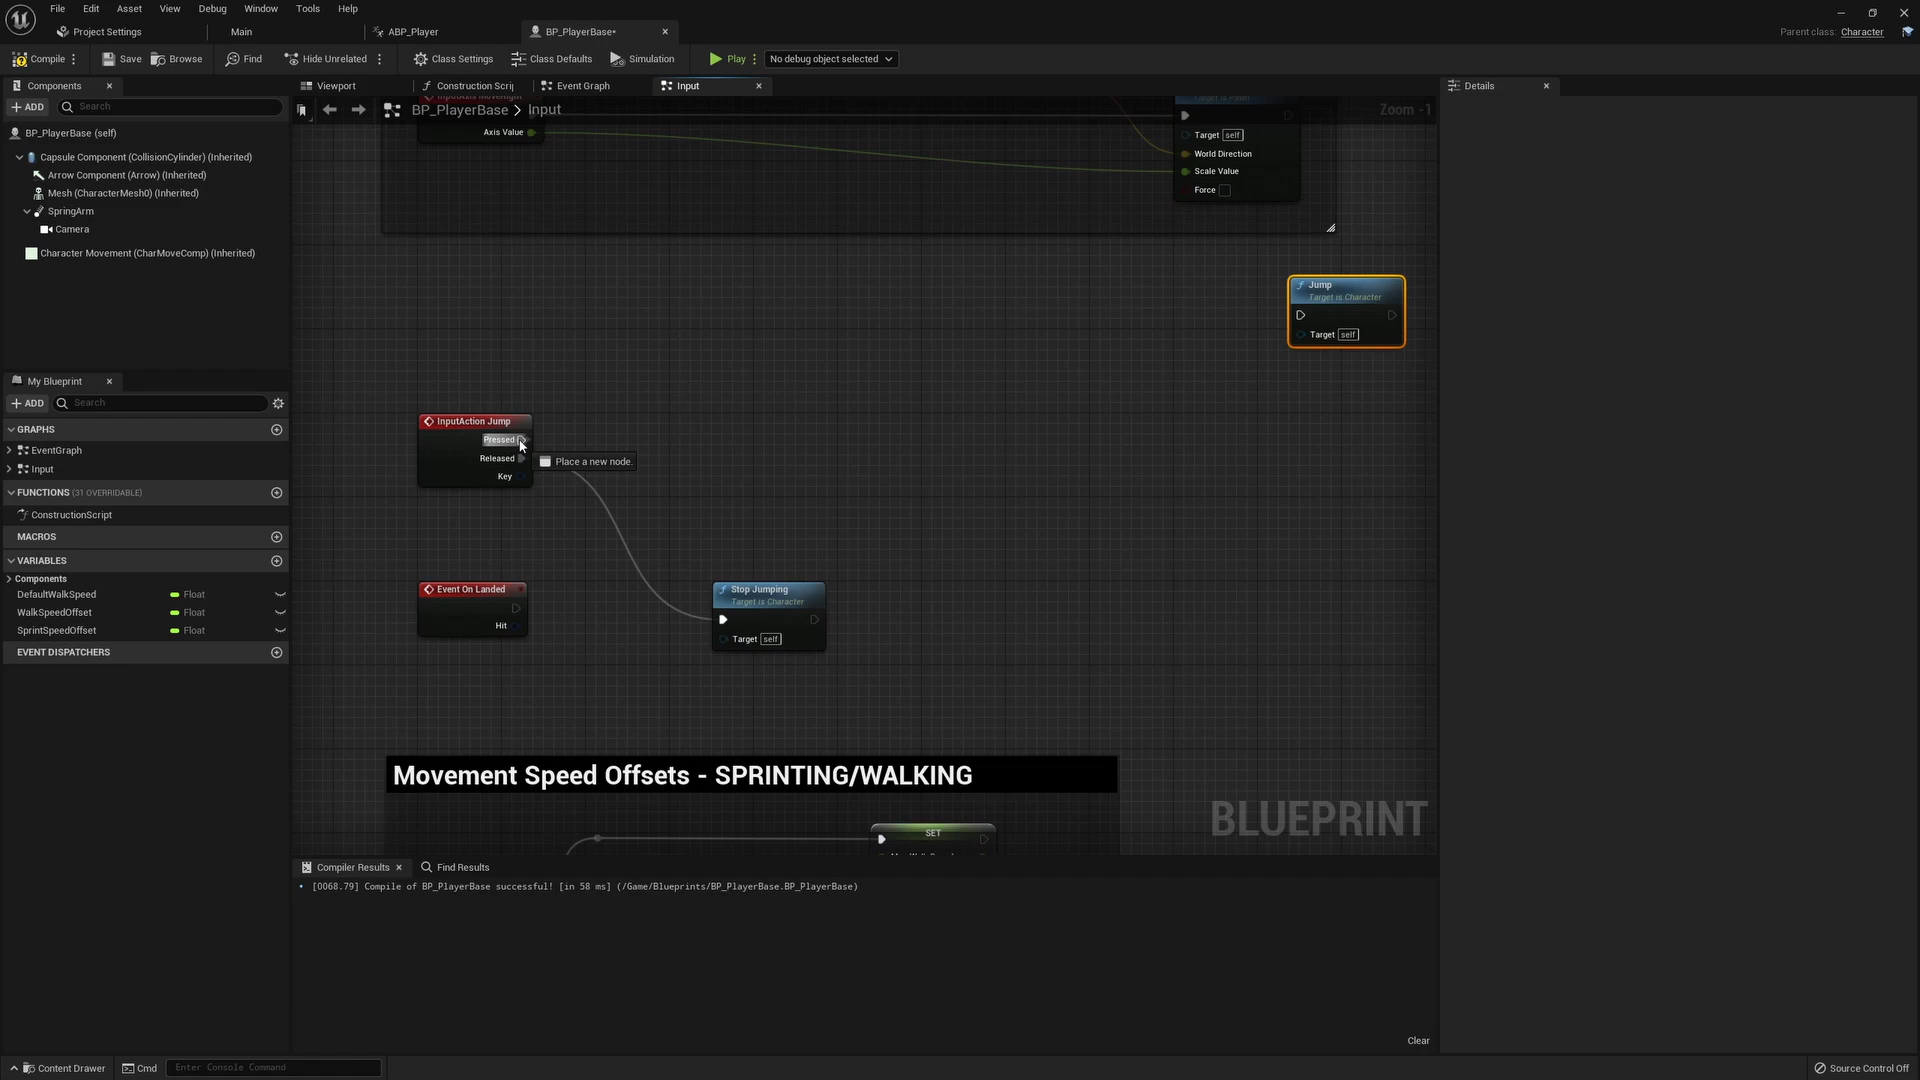 File Edit Asset View Debug Window Tools Help
Project Settings
Main
ABP_Player
BP_PlayerBase*
Parent class: Character
Compile
Save
Browse
Find
Hide Unrelated
Class Settings
Class Defaults
Simulation
Play
No debug object selected
Components
Viewport
Construction Scrip
Event Graph
Input
Details
ADD
Search
BP_PlayerBase > Input
Zoom -1
BP_PlayerBase (self)
Capsule Component (CollisionCylinder) (Inherited)
Arrow Component (Arrow) (Inherited)
Mesh (CharacterMesh0) (Inherited)
SpringArm
Camera
Character Movement (CharMoveComp) (Inherited)
Axis Value
Target is Pawn
Target self
World Direction
Scale Value
Force
Jump
Target is Character
Target self
InputAction Jump
Pressed
Released
Key
Place a new node.
Event On Landed
Hit
Stop Jumping
Target is Character
Target self
My Blueprint
ADD
Search
GRAPHS
EventGraph
Input
FUNCTIONS (31 OVERRIDABLE)
ConstructionScript
MACROS
VARIABLES
Components
DefaultWalkSpeed Float
WalkSpeedOffset Float
SprintSpeedOffset Float
EVENT DISPATCHERS
Movement Speed Offsets - SPRINTING/WALKING
SET
BLUEPRINT
Compiler Results
Find Results
[0068.79] Compile of BP_PlayerBase successful! [in 58 ms] (/Game/Blueprints/BP_PlayerBase.BP_PlayerBase)
Clear
Content Drawer
Cmd
Enter Console Command
Source Control Off